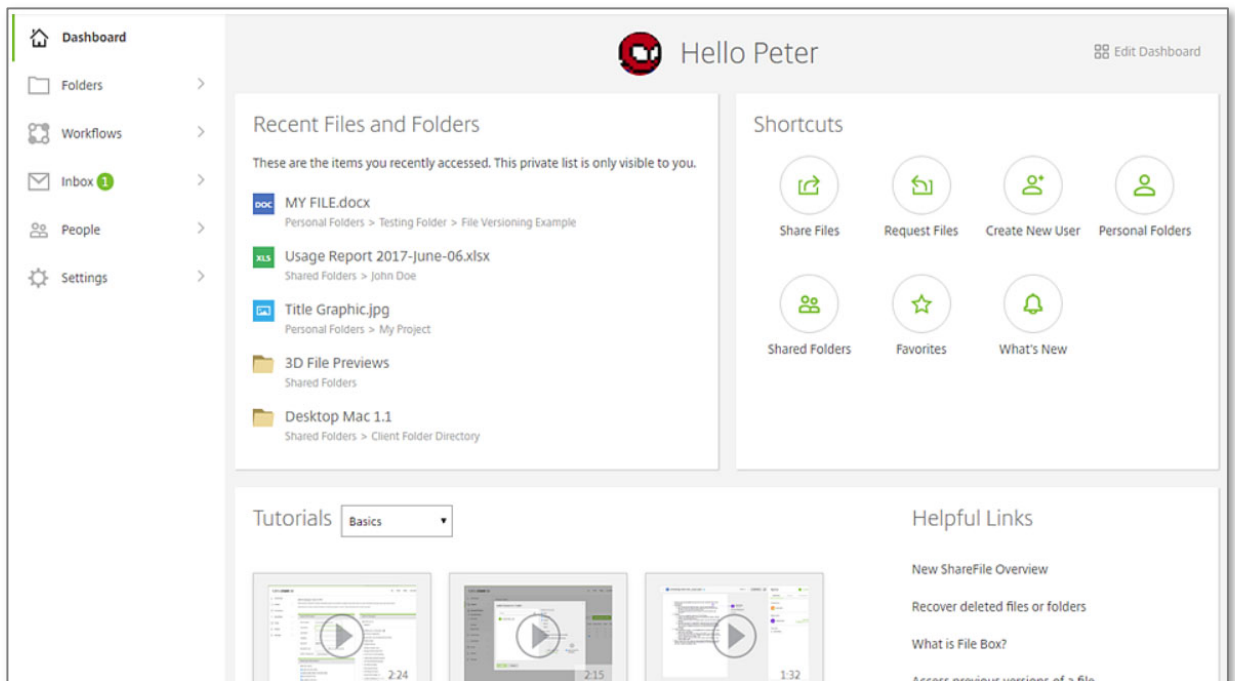 Dashboard
Folders
Workflows
Inbox 1
People
Settings
Hello Peter
Edit Dashboard
Recent Files and Folders
These are the items you recently accessed. This private list is only visible to you.
DOC MY FILE.docx
Personal Folders > Testing Folder > File Versioning Example
XLS Usage Report 2017-June-06.xlsx
Shared Folders > John Doe
Title Graphic.jpg
Personal Folders > My Project
3D File Previews
Shared Folders
Desktop Mac 1.1
Shared Folders > Client Folder Directory
Shortcuts
Share Files
Request Files
Create New User
Personal Folders
Shared Folders
Favorites
What's New
Tutorials Basics
2:24
2:15
1:32
Helpful Links
New ShareFile Overview
Recover deleted files or folders
What is File Box?
Access previous versions of a file